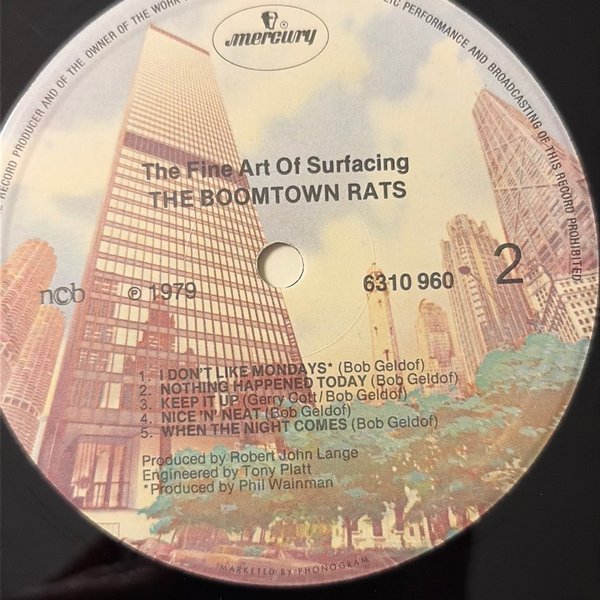 RECORD PRODUCER AND OF THE OWNER OF THE WORK
PUBLIC PERFORMANCE AND BROADCASTING OF THIS RECORD PROHIBITED
mercury
The Fine Art Of Surfacing
THE BOOMTOWN RATS
ncb
℗ 1979
6310 960
2
1. I DON'T LIKE MONDAYS* (Bob Geldof)
2. NOTHING HAPPENED TODAY (Bob Geldof)
3. KEEP IT UP (Gerry Cott/Bob Geldof)
4. NICE 'N' NEAT (Bob Geldof)
5. WHEN THE NIGHT COMES (Bob Geldof)
Produced by Robert John Lange
Engineered by Tony Platt
*Produced by Phil Wainman
MARKETED BY PHONOGRAM